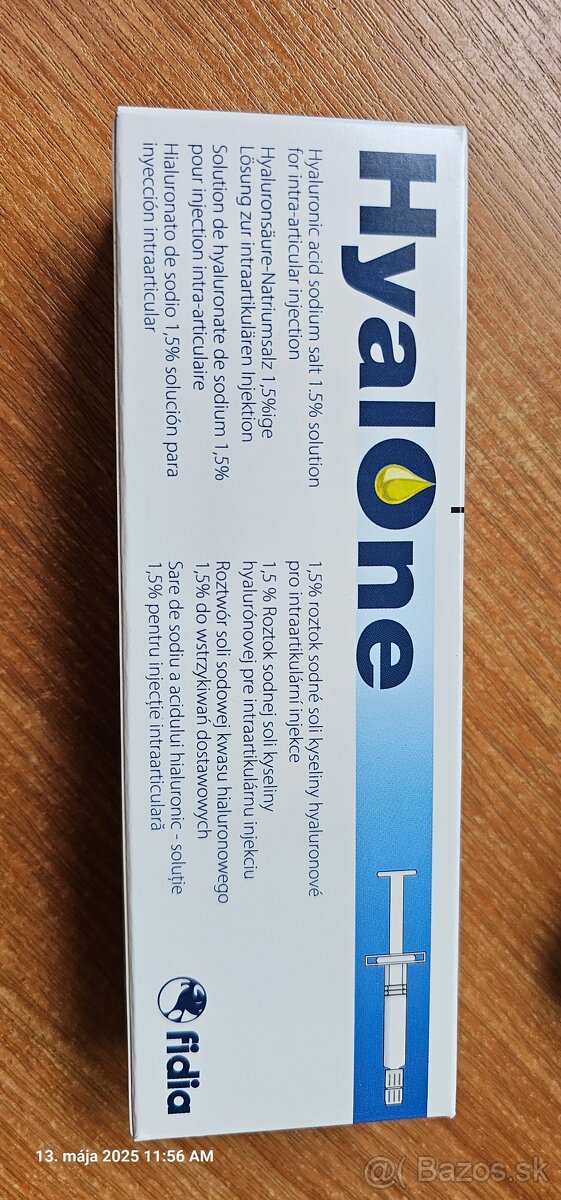 HyalOne
Hyaluronic acid sodium salt 1.5% solution
for intra-articular injection
Hyaluronsäure-Natriumsalz 1,5%ige
Lösung zur intraartikulären Injektion
Solution de hyaluronate de sodium 1,5%
pour injection intra-articulaire
Hialuronato de sodio 1,5% solución para
inyección intraarticular
1,5% roztok sodné soli kyseliny hyaluronové
pro intraartikulární injekce
1,5 % Roztok sodnej soli kyseliny
hyalurónovej pre intraartikulárnu injekciu
Roztwór soli sodowej kwasu hialuronowego
1,5% do wstrzykiwań dostawowych
Sare de sodiu a acidului hialuronic - soluție
1,5% pentru injecție intraarticulară
fidia
13. mája 2025 11:56 AM
@( Bazos.sk